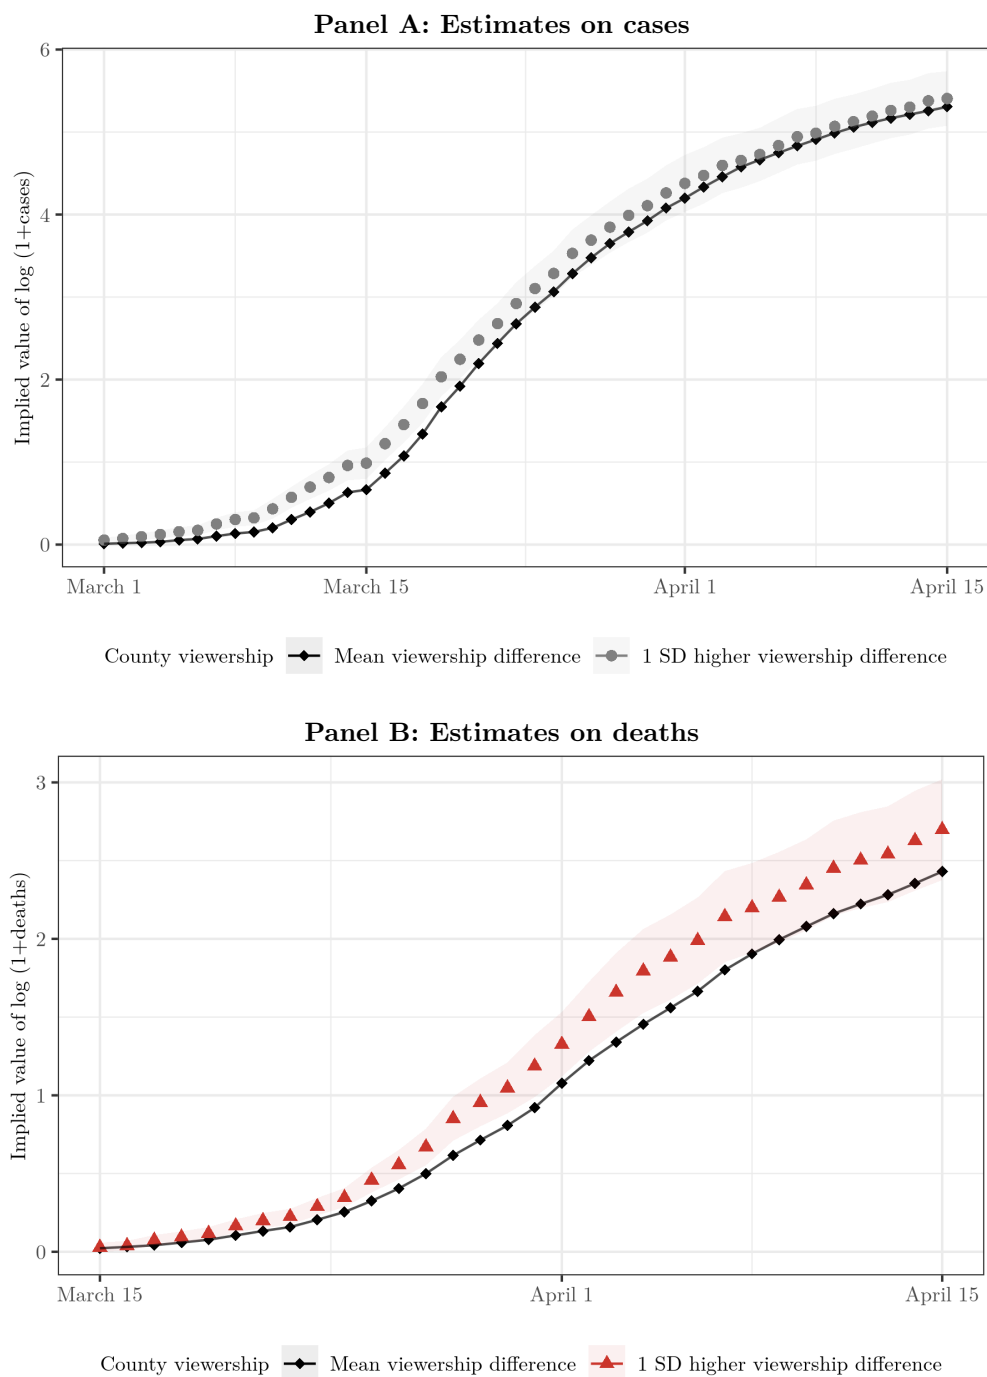 Panel A: Estimates on cases
Implied value of log (1+cases)
6
4
2
0
March 1 March 15 April 1 April 15
County viewership Mean viewership difference 1 SD higher viewership difference
Panel B: Estimates on deaths
Implied value of log (1+deaths)
3
2
1
0
March 15 April 1 April 15
County viewership Mean viewership difference 1 SD higher viewership difference